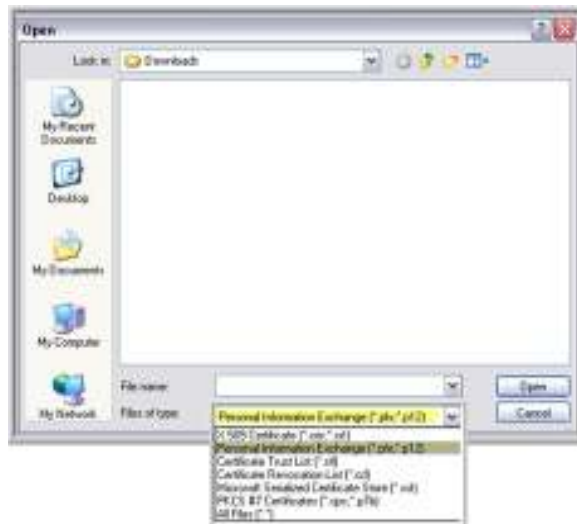 Open
Look in: Downloads
My Recent
Documents
Desktop
My Documents
My Computer
My Network
File name:
Files of type: Personal Information Exchange (*.pfx;*.p12)
Open
Cancel
X.509 Certificate (*.cer;*.crt)
Personal Information Exchange (*.pfx;*.p12)
Certificate Trust List (*.stl)
Certificate Revocation List (*.crl)
Microsoft Serialized Certificate Store (*.sst)
PKCS #7 Certificates (*.spc;*.p7b)
All Files (*.*)